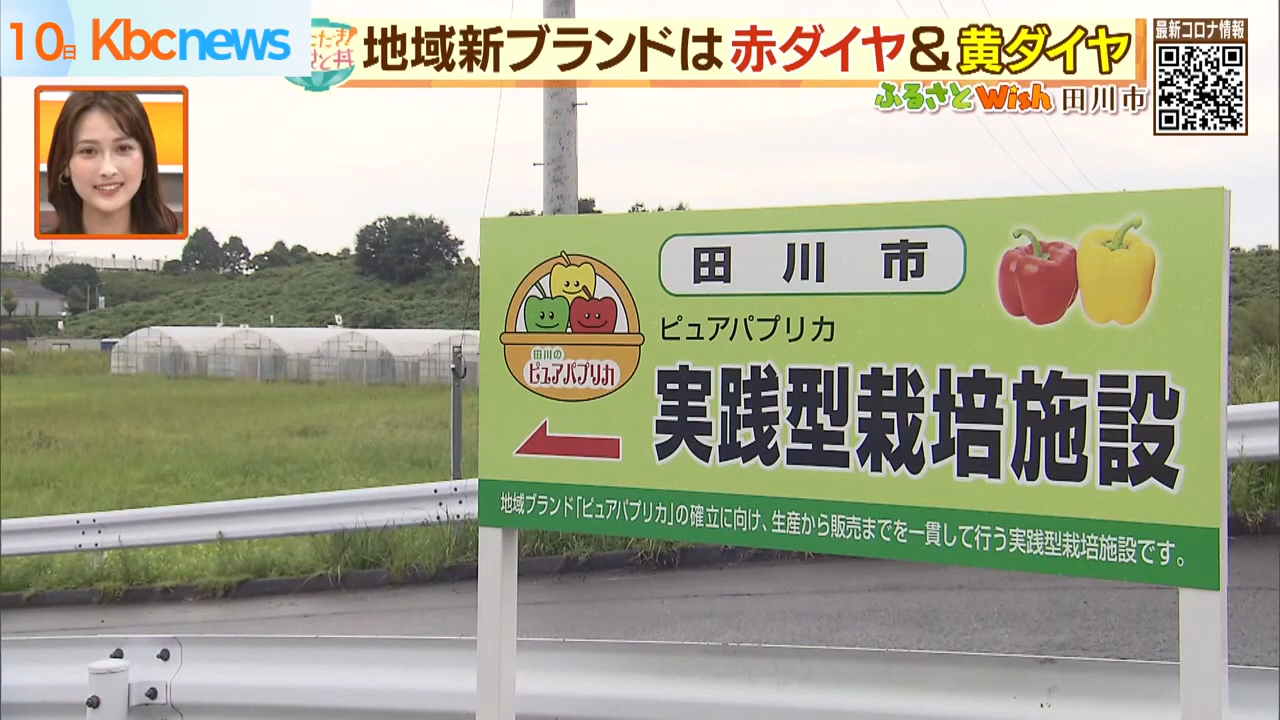 10日 Kbcnews
地域新ブランドは 赤ダイヤ&黄ダイヤ
ふるさとWish 田川市
最新コロナ情報
田川市
ピュアパプリカ
実践型栽培施設
田川の
ピュアパプリカ
地域ブランド「ピュアパプリカ」の確立に向け、生産から販売までを一貫して行う実践型栽培施設です。